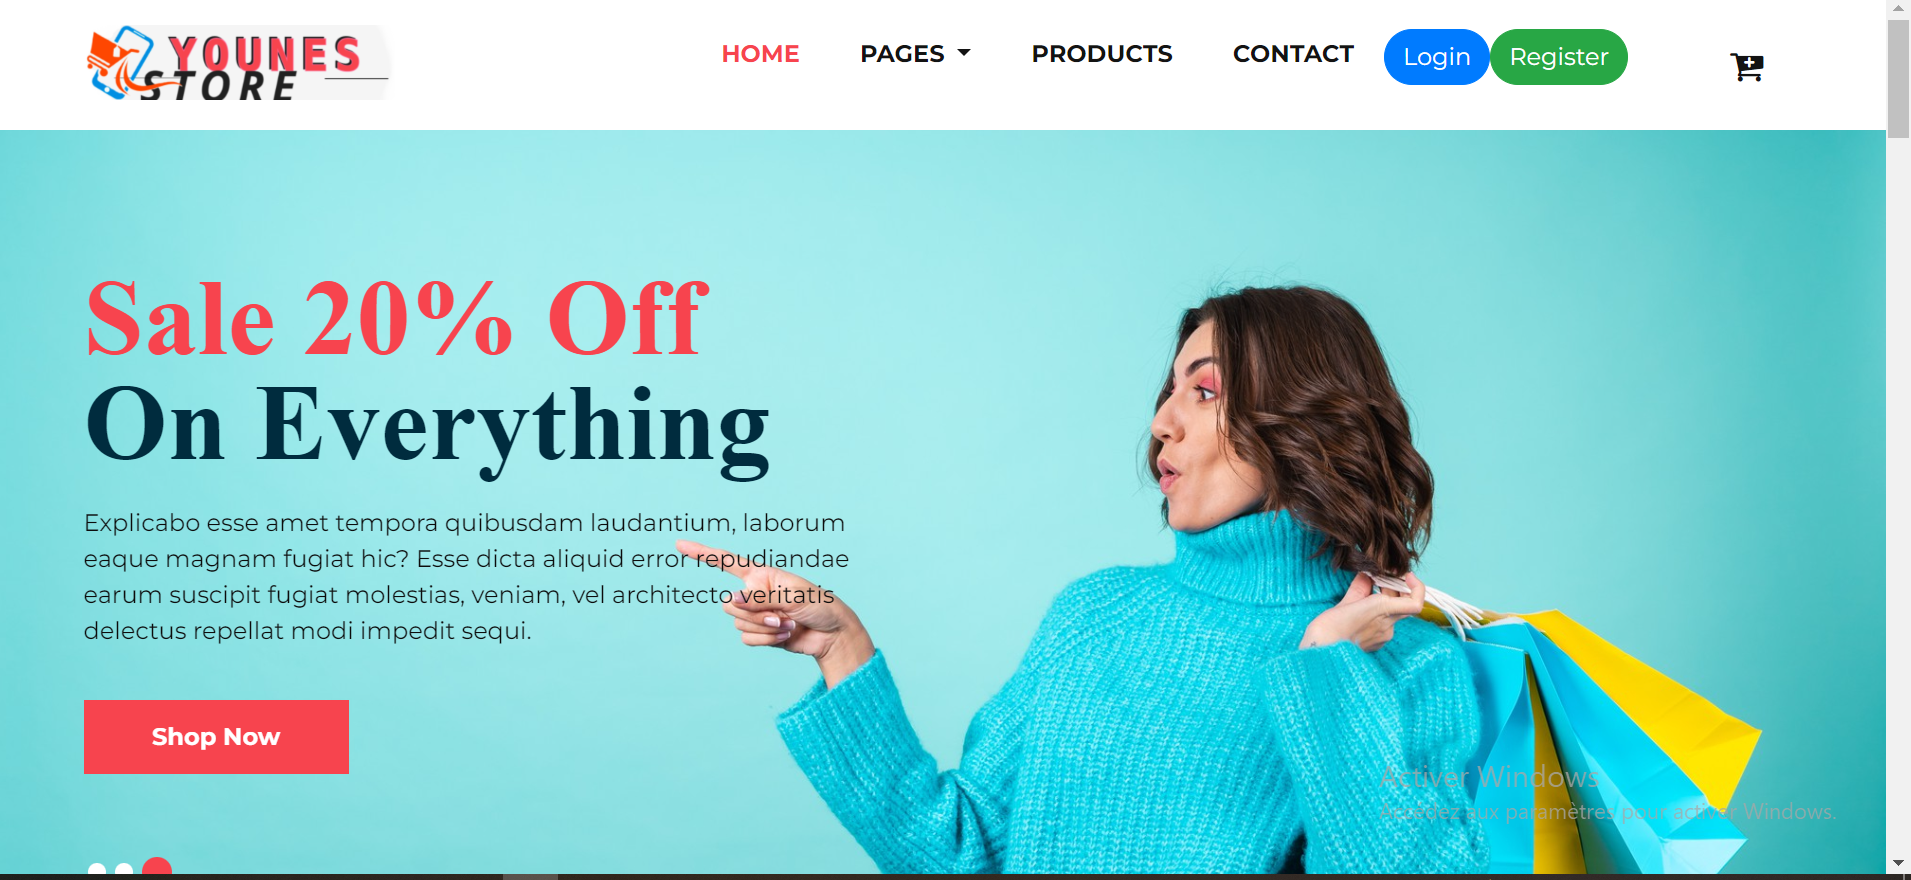 YOUNES
STORE
HOME
PAGES
PRODUCTS
CONTACT
Login
Register
Sale 20% Off
On Everything
Explicabo esse amet tempora quibusdam laudantium, laborum
eaque magnam fugiat hic? Esse dicta aliquid error repudiandae
earum suscipit fugiat molestias, veniam, vel architecto veritatis
delectus repellat modi impedit sequi.
Shop Now
Activer Windows
Accédez aux paramètres pour activer Windows.